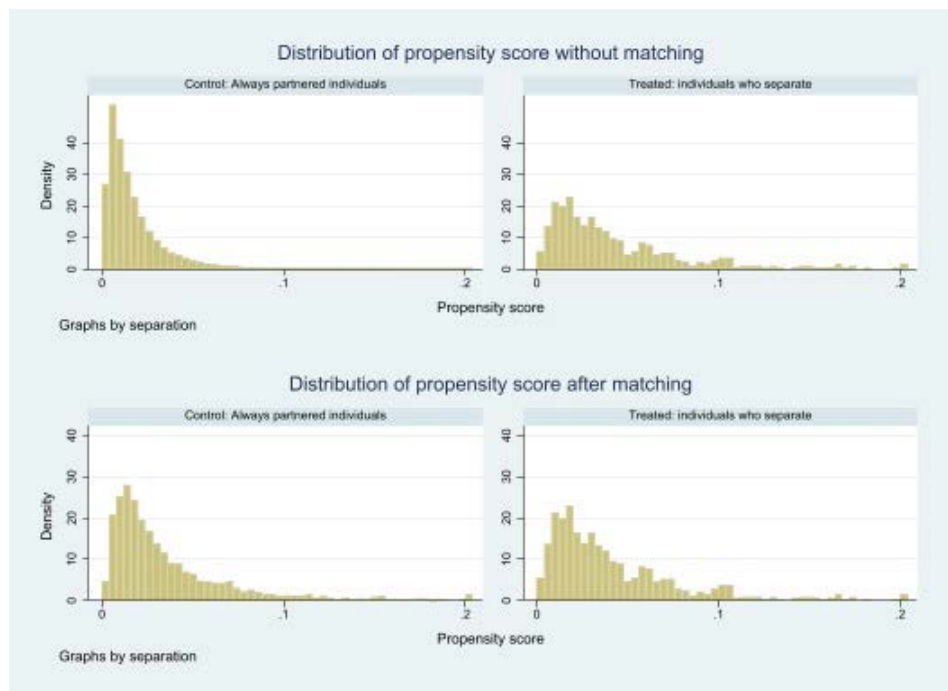 Distribution of propensity score without matching
Control: Always partnered individuals
Treated: individuals who separate
Density
40
30
20
10
0
40
30
20
10
0
0 .1 .2
0 .1 .2
Propensity score
Graphs by separation
Distribution of propensity score after matching
Control: Always partnered individuals
Treated: individuals who separate
Density
40
30
20
10
0
40
30
20
10
0
0 .1 .2
0 .1 .2
Propensity score
Graphs by separation